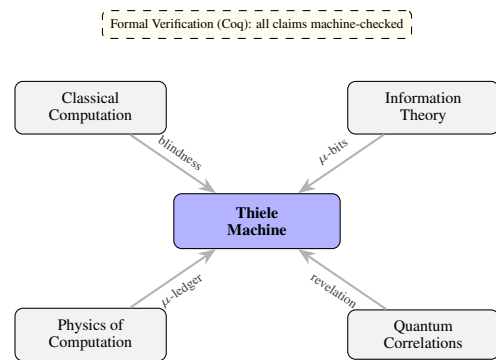 Formal Verification (Coq): all claims machine-checked
Classical
Computation
Information
Theory
blindness
μ-bits
Thiele
Machine
μ-ledger
revelation
Physics of
Computation
Quantum
Correlations